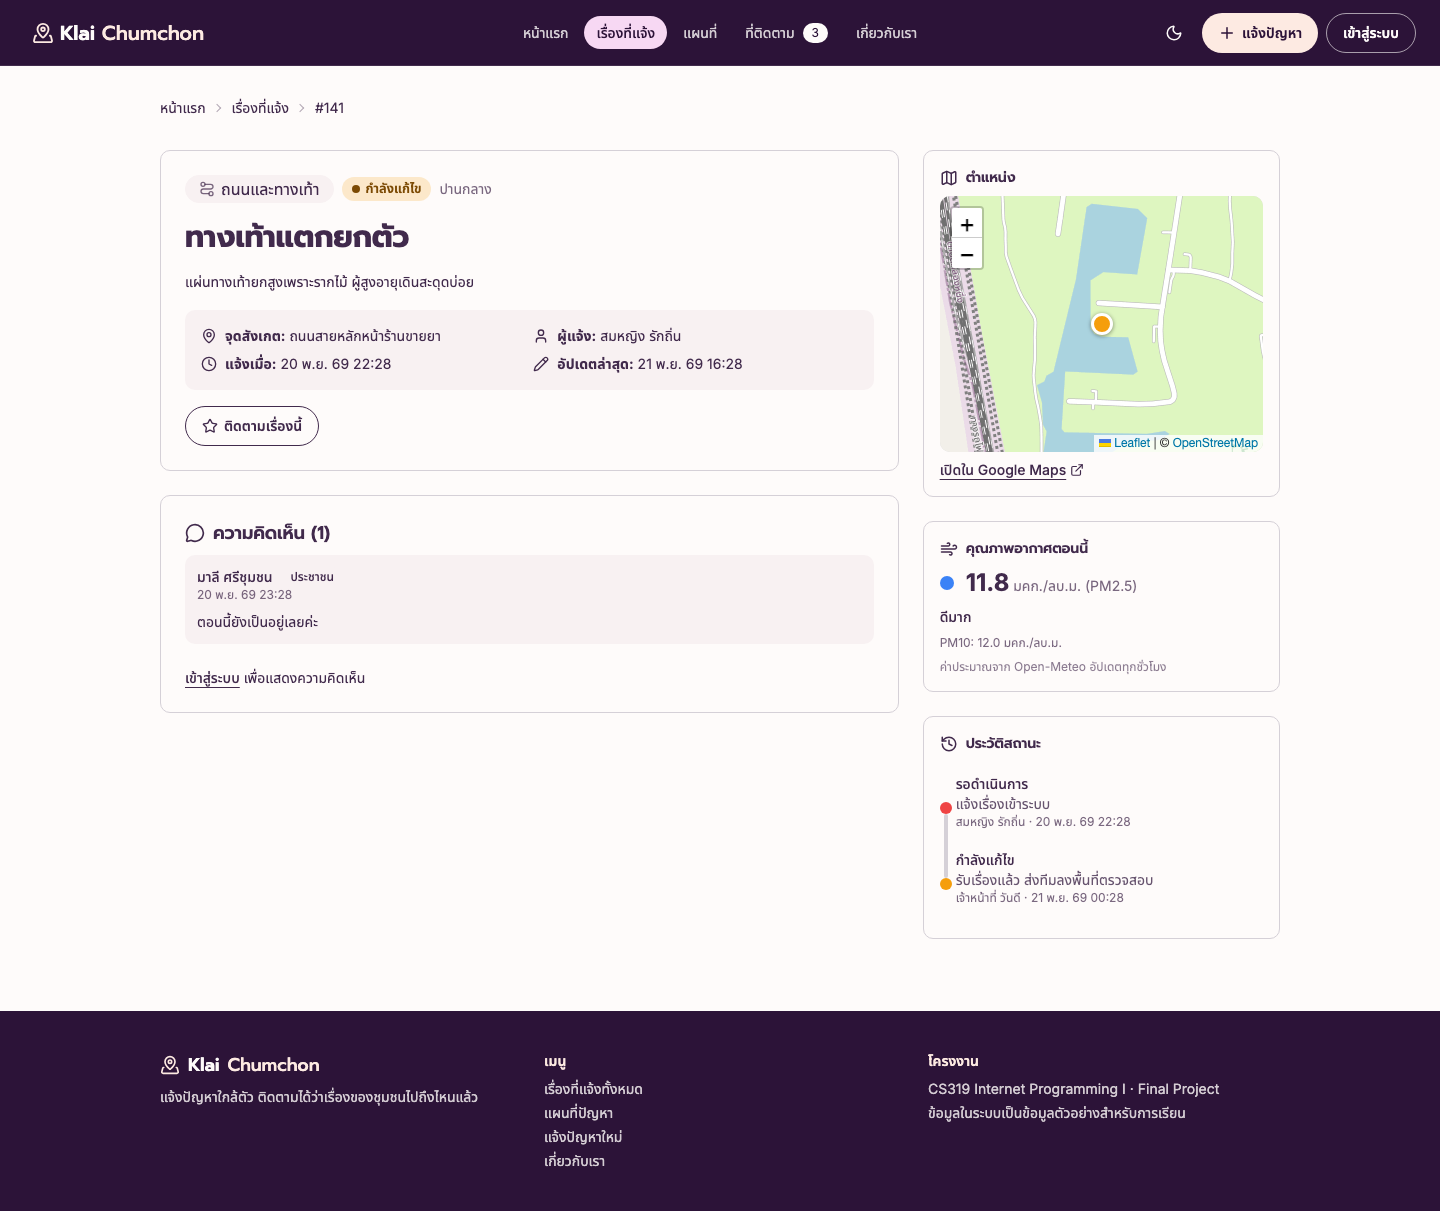 Klai Chumchon
หน้าแรก
เรื่องที่แจ้ง
แผนที่
ที่ติดตาม 3
เกี่ยวกับเรา
แจ้งปัญหา
เข้าสู่ระบบ
หน้าแรก
เรื่องที่แจ้ง
#141
ถนนและทางเท้า
กำลังแก้ไข
ปานกลาง
ทางเท้าแตกยกตัว
แผ่นทางเท้ายกสูงเพราะรากไม้ ผู้สูงอายุเดินสะดุดบ่อย
จุดสังเกต: ถนนสายหลักหน้าร้านขายยา
ผู้แจ้ง: สมหญิง รักถิ่น
แจ้งเมื่อ: 20 พ.ย. 69 22:28
อัปเดตล่าสุด: 21 พ.ย. 69 16:28
ติดตามเรื่องนี้
ความคิดเห็น (1)
มาลี ศรีชุมชน ประชาชน
20 พ.ย. 69 23:28
ตอนนี้ยังเป็นอยู่เลยค่ะ
เข้าสู่ระบบ เพื่อแสดงความคิดเห็น
ตำแหน่ง
+
−
Leaflet | © OpenStreetMap
เปิดใน Google Maps
คุณภาพอากาศตอนนี้
11.8 มคก./ลบ.ม. (PM2.5)
ดีมาก
PM10: 12.0 มคก./ลบ.ม.
ค่าประมาณจาก Open-Meteo อัปเดตทุกชั่วโมง
ประวัติสถานะ
รอดำเนินการ
แจ้งเรื่องเข้าระบบ
สมหญิง รักถิ่น · 20 พ.ย. 69 22:28
กำลังแก้ไข
รับเรื่องแล้ว ส่งทีมลงพื้นที่ตรวจสอบ
เจ้าหน้าที่ วันดี · 21 พ.ย. 69 00:28
Klai Chumchon
แจ้งปัญหาใกล้ตัว ติดตามได้ว่าเรื่องของชุมชนไปถึงไหนแล้ว
เมนู
เรื่องที่แจ้งทั้งหมด
แผนที่ปัญหา
แจ้งปัญหาใหม่
เกี่ยวกับเรา
โครงงาน
CS319 Internet Programming I · Final Project
ข้อมูลในระบบเป็นข้อมูลตัวอย่างสำหรับการเรียน